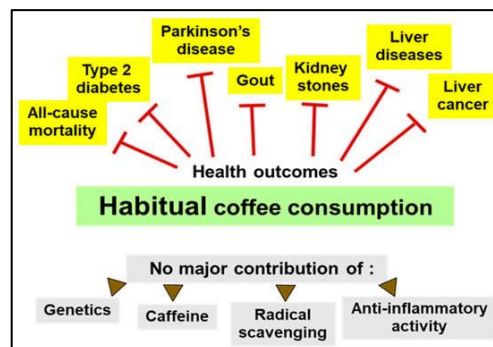 Parkinson's
disease
Liver
diseases
Type 2
diabetes
Gout
Kidney
stones
Liver
cancer
All-cause
mortality
Health outcomes
Habitual coffee consumption
No major contribution of :
Genetics
Caffeine
Radical
scavenging
Anti-inflammatory
activity